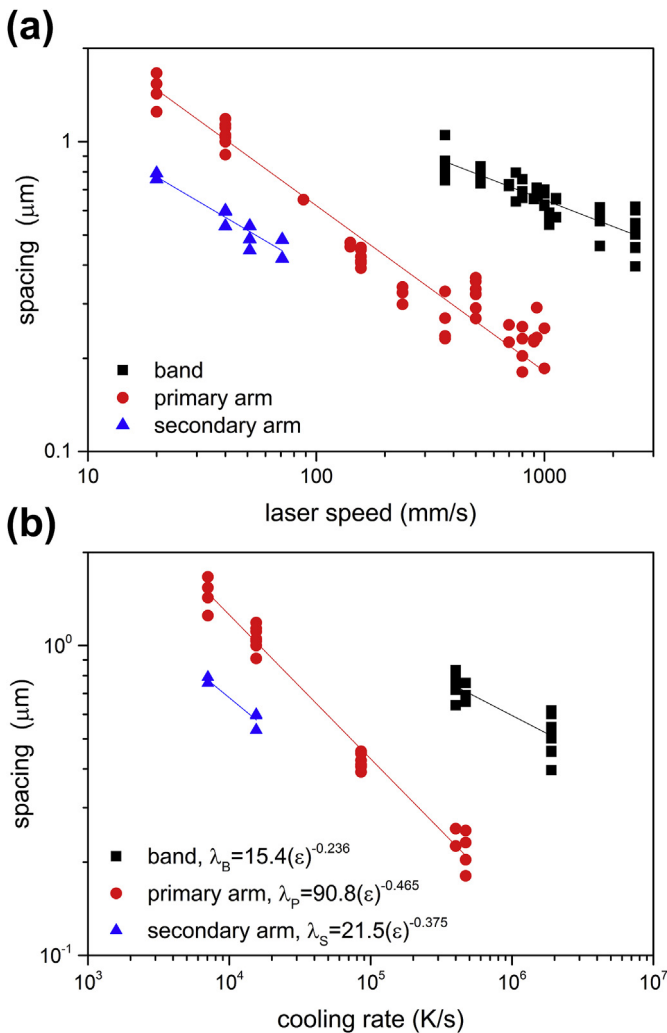 (a)
1
0.1
spacing (μm)
band
primary arm
secondary arm
10
100
1000
laser speed (mm/s)
(b)
10⁰
10⁻¹
spacing (μm)
band, λ_B=15.4(ε)^-0.236
primary arm, λ_P=90.8(ε)^-0.465
secondary arm, λ_S=21.5(ε)^-0.375
10³
10⁴
10⁵
10⁶
10⁷
cooling rate (K/s)